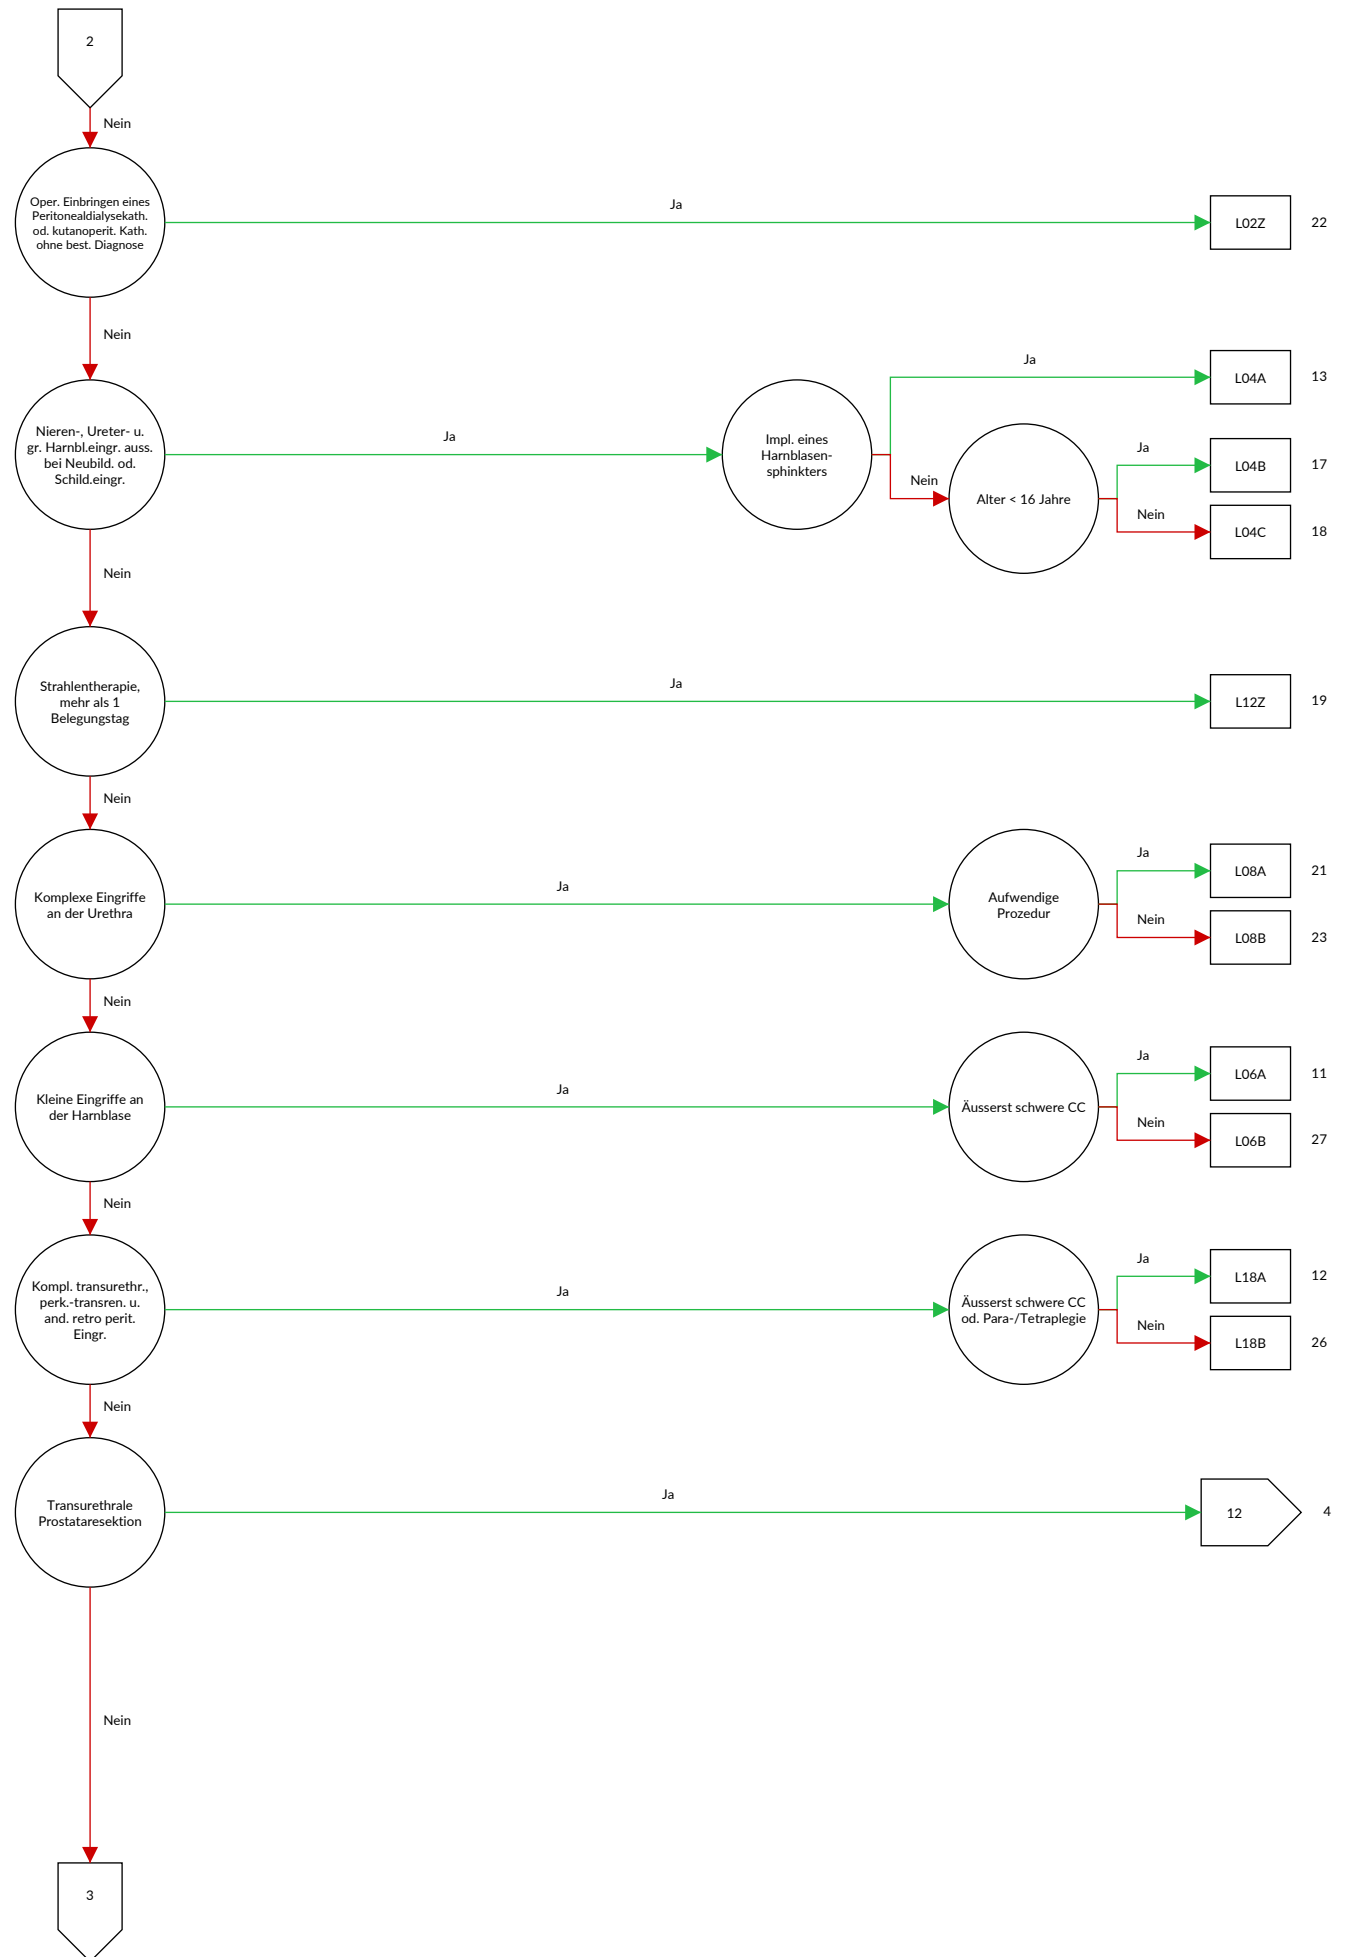 2
Nein
Oper. Einbringen eines
Peritonealdialysekath.
od. kutanoperit. Kath.
ohne best. Diagnose
Ja
L02Z
22
Nein
Nieren-, Ureter- u.
gr. Harnbl.eingr. auss.
bei Neubild. od.
Schild.eingr.
Ja
Impl. eines
Harnblasen-
sphinkters
Ja
L04A
13
Nein
Alter < 16 Jahre
Ja
L04B
17
Nein
L04C
18
Nein
Strahlentherapie,
mehr als 1
Belegungstag
Ja
L12Z
19
Nein
Komplexe Eingriffe
an der Urethra
Ja
Aufwendige
Prozedur
Ja
L08A
21
Nein
L08B
23
Nein
Kleine Eingriffe an
der Harnblase
Ja
Äusserst schwere CC
Ja
L06A
11
Nein
L06B
27
Nein
Kompl. transurethr.,
perk.-transren. u.
and. retro perit.
Eingr.
Ja
Äusserst schwere CC
od. Para-/Tetraplegie
Ja
L18A
12
Nein
L18B
26
Nein
Transurethrale
Prostataresektion
Ja
12
4
Nein
3